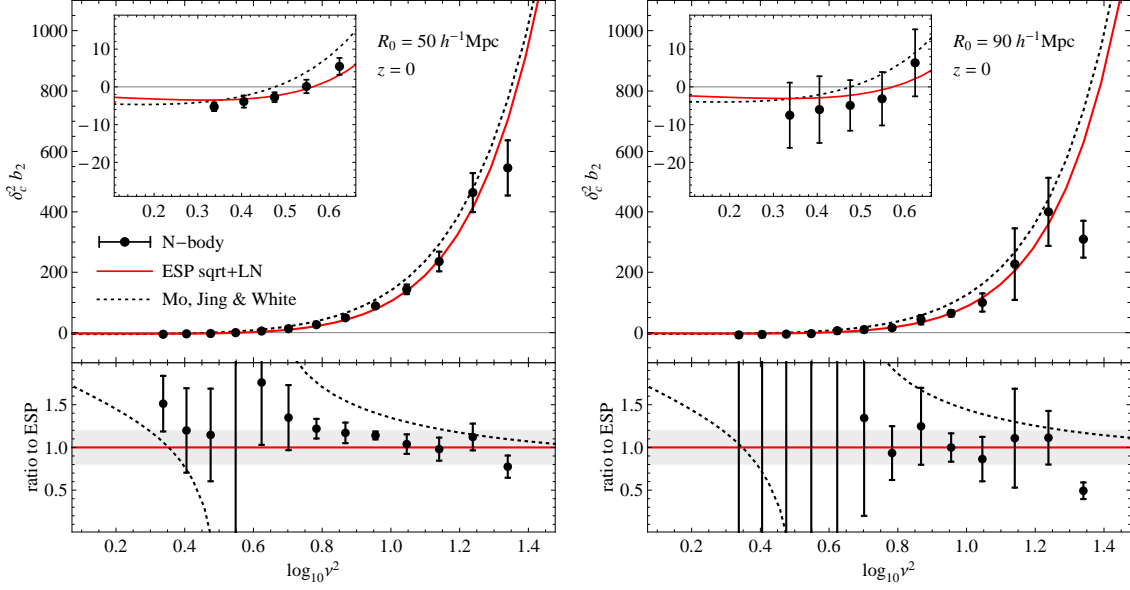 1000
800
600
400
200
0
δ_c² b₂
10
0
−10
−20
0.2 0.3 0.4 0.5 0.6
R₀ = 50 h⁻¹Mpc
z = 0
N−body
ESP sqrt+LN
Mo, Jing & White
1.5
1.0
0.5
ratio to ESP
0.2 0.4 0.6 0.8 1.0 1.2 1.4
log₁₀ν²
1000
800
600
400
200
0
δ_c² b₂
10
0
−10
−20
0.2 0.3 0.4 0.5 0.6
R₀ = 90 h⁻¹Mpc
z = 0
1.5
1.0
0.5
ratio to ESP
0.2 0.4 0.6 0.8 1.0 1.2 1.4
log₁₀ν²